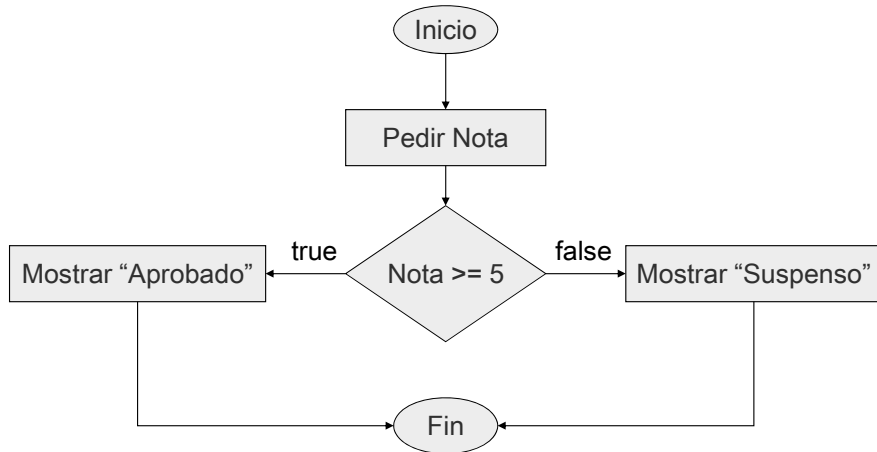 Inicio
Pedir Nota
true
false
Mostrar “Aprobado”
Nota >= 5
Mostrar “Suspenso”
Fin